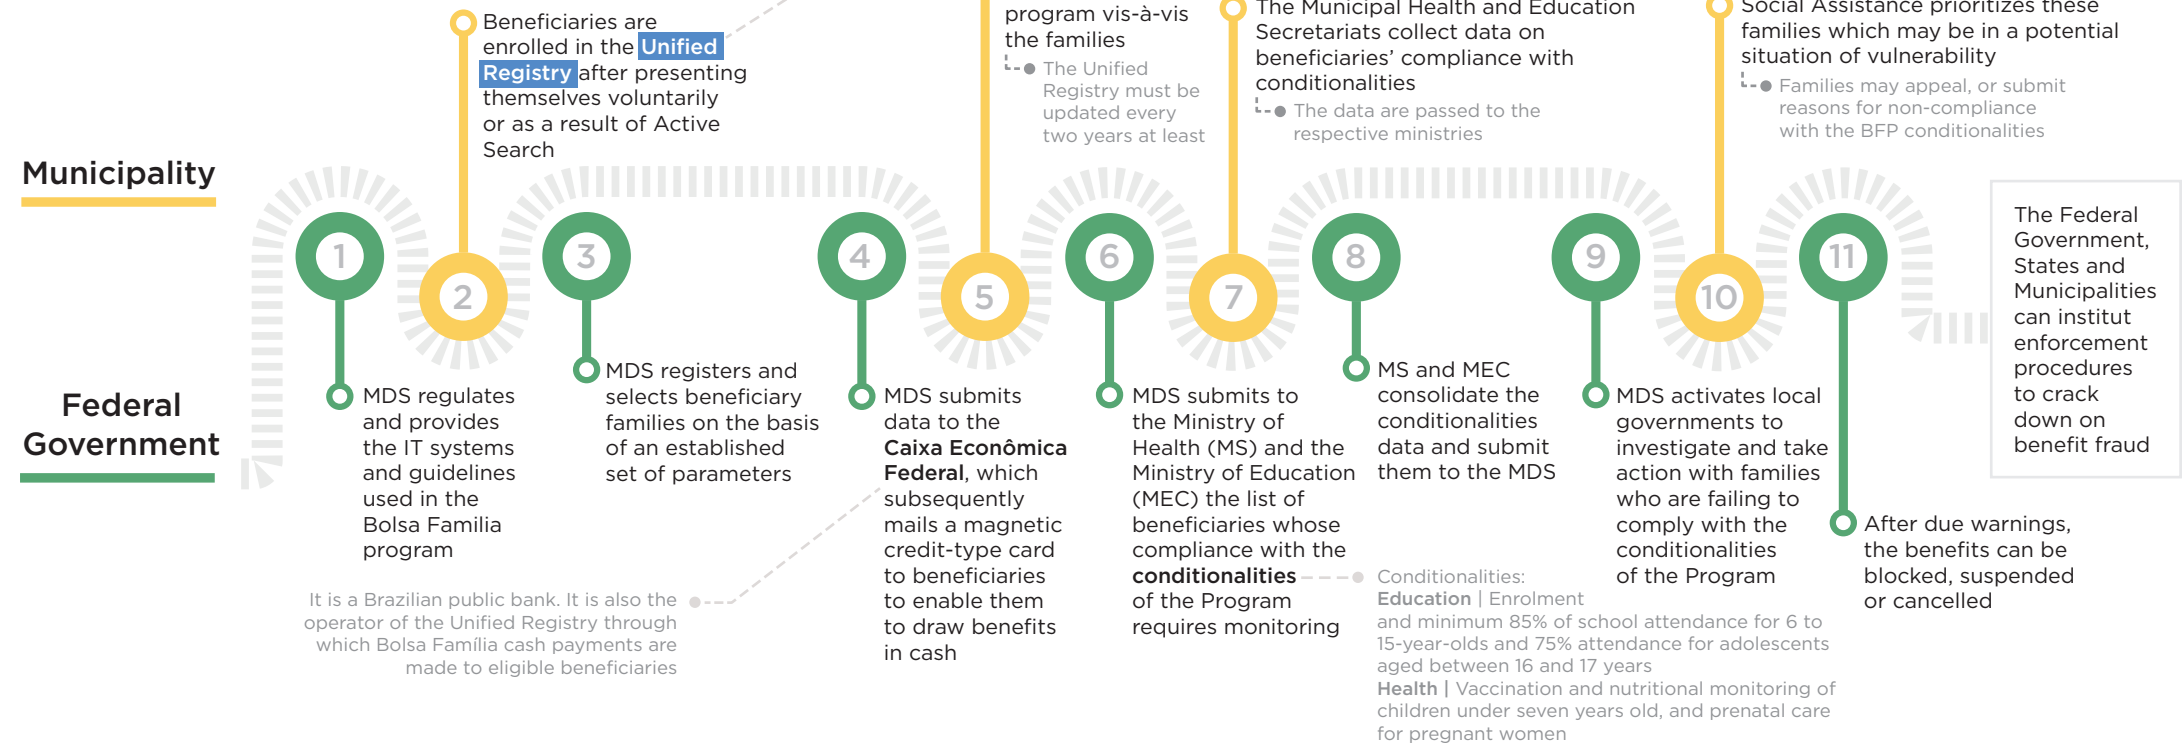 Beneficiaries are
enrolled in the Unified
Registry after presenting
themselves voluntarily
or as a result of Active
Search
program vis-à-vis
the families
The Unified
Registry must be
updated every
two years at least
The Municipal Health and Education
Secretariats collect data on
beneficiaries’ compliance with
conditionalities
The data are passed to the
respective ministries
Social Assistance prioritizes these
families which may be in a potential
situation of vulnerability
Families may appeal, or submit
reasons for non-compliance
with the BFP conditionalities
Municipality
1
2
3
4
5
6
7
8
9
10
11
The Federal
Government,
States and
Municipalities
can institut
enforcement
procedures
to crack
down on
benefit fraud
Federal
Government
MDS regulates
and provides
the IT systems
and guidelines
used in the
Bolsa Familia
program
MDS registers and
selects beneficiary
families on the basis
of an established
set of parameters
MDS submits
data to the
Caixa Econômica
Federal, which
subsequently
mails a magnetic
credit-type card
to beneficiaries
to enable them
to draw benefits
in cash
It is a Brazilian public bank. It is also the
operator of the Unified Registry through
which Bolsa Família cash payments are
made to eligible beneficiaries
MDS submits to
the Ministry of
Health (MS) and the
Ministry of Education
(MEC) the list of
beneficiaries whose
compliance with the
conditionalities
of the Program
requires monitoring
MS and MEC
consolidate the
conditionalities
data and submit
them to the MDS
Conditionalities:
Education | Enrolment
and minimum 85% of school attendance for 6 to
15-year-olds and 75% attendance for adolescents
aged between 16 and 17 years
Health | Vaccination and nutritional monitoring of
children under seven years old, and prenatal care
for pregnant women
MDS activates local
governments to
investigate and take
action with families
who are failing to
comply with the
conditionalities
of the Program
After due warnings,
the benefits can be
blocked, suspended
or cancelled